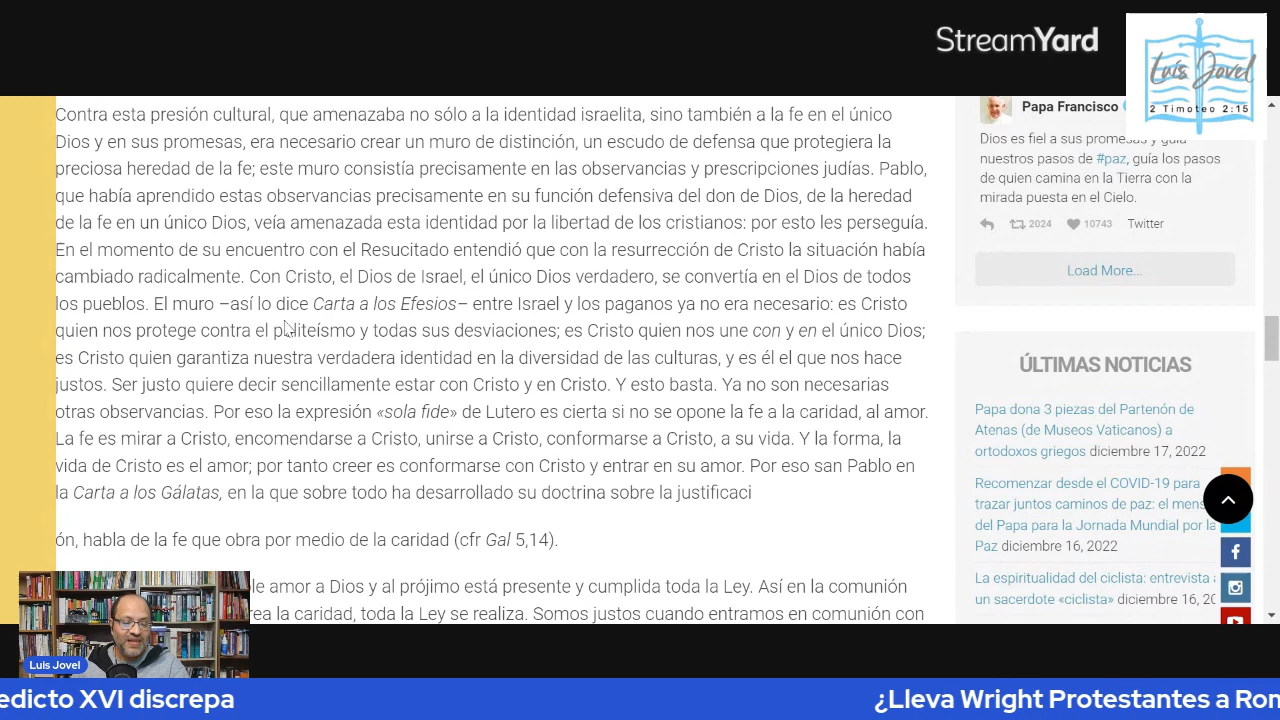 StreamYard
Luis Jovel
2 Timoteo 2:15
Contra esta presión cultural, que amenazaba no sólo a la identidad israelita, sino también a la fe en el único
Dios y en sus promesas, era necesario crear un muro de distinción, un escudo de defensa que protegiera la
preciosa heredad de la fe; este muro consistía precisamente en las observancias y prescripciones judías. Pablo,
que había aprendido estas observancias precisamente en su función defensiva del don de Dios, de la heredad
de la fe en un único Dios, veía amenazada esta identidad por la libertad de los cristianos: por esto les perseguía.
En el momento de su encuentro con el Resucitado entendió que con la resurrección de Cristo la situación había
cambiado radicalmente. Con Cristo, el Dios de Israel, el único Dios verdadero, se convertía en el Dios de todos
los pueblos. El muro –así lo dice Carta a los Efesios– entre Israel y los paganos ya no era necesario: es Cristo
quien nos protege contra el politeísmo y todas sus desviaciones; es Cristo quien nos une con y en el único Dios;
es Cristo quien garantiza nuestra verdadera identidad en la diversidad de las culturas, y es él el que nos hace
justos. Ser justo quiere decir sencillamente estar con Cristo y en Cristo. Y esto basta. Ya no son necesarias
otras observancias. Por eso la expresión «sola fide» de Lutero es cierta si no se opone la fe a la caridad, al amor.
La fe es mirar a Cristo, encomendarse a Cristo, unirse a Cristo, conformarse a Cristo, a su vida. Y la forma, la
vida de Cristo es el amor; por tanto creer es conformarse con Cristo y entrar en su amor. Por eso san Pablo en
la Carta a los Gálatas, en la que sobre todo ha desarrollado su doctrina sobre la justificaci
ón, habla de la fe que obra por medio de la caridad (cfr Gal 5,14).
le amor a Dios y al prójimo está presente y cumplida toda la Ley. Así en la comunión
rea la caridad, toda la Ley se realiza. Somos justos cuando entramos en comunión con
Papa Francisco
Dios es fiel a sus promesas y guía
nuestros pasos de #paz, guía los pasos
de quien camina en la Tierra con la
mirada puesta en el Cielo.
2024 10743 Twitter
Load More...
ÚLTIMAS NOTICIAS
Papa dona 3 piezas del Partenón de
Atenas (de Museos Vaticanos) a
ortodoxos griegos diciembre 17, 2022
Recomenzar desde el COVID-19 para
trazar juntos caminos de paz: el mens
del Papa para la Jornada Mundial por la
Paz diciembre 16, 2022
La espiritualidad del ciclista: entrevista a
un sacerdote «ciclista» diciembre 16, 20
Luis Jovel
edicto XVI discrepa
¿Lleva Wright Protestantes a Rom